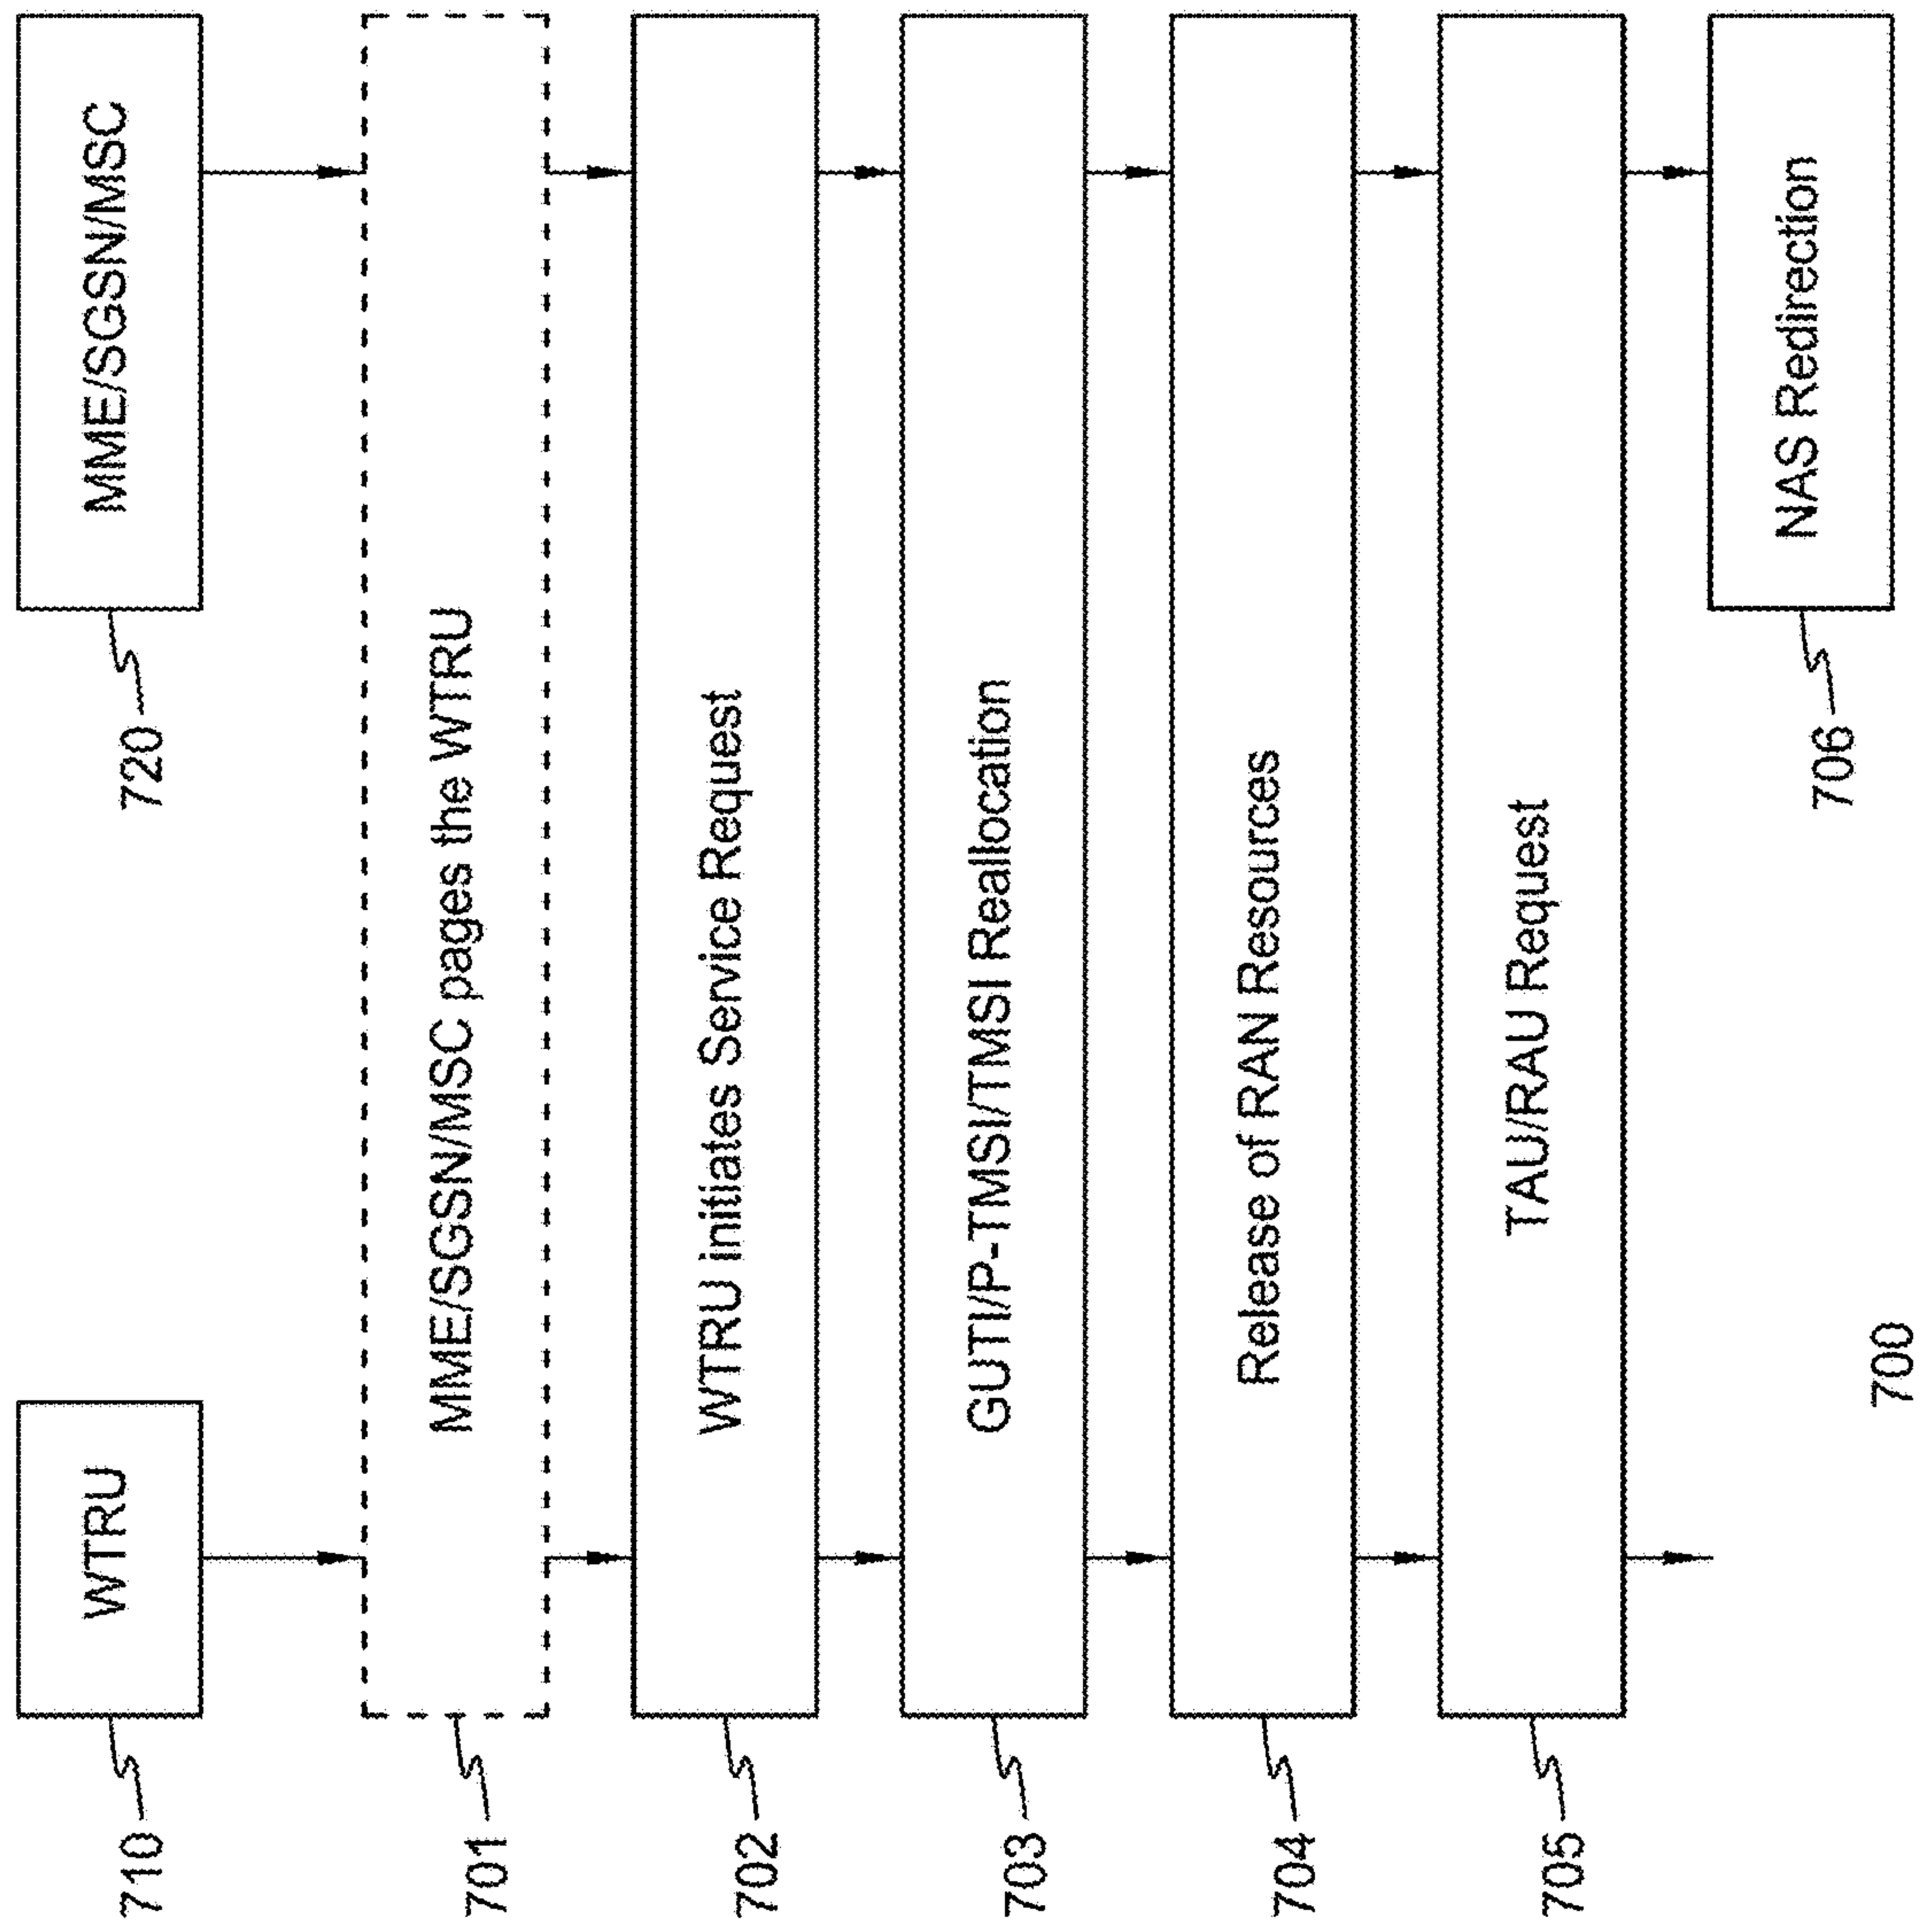 710
WTRU
720
MME/SGSN/MSC
701
MME/SGSN/MSC pages the WTRU
702
WTRU initiates Service Request
703
GUTI/P-TMSI/TMSI Reallocation
704
Release of RAN Resources
705
TAU/RAU Request
706
NAS Redirection
700